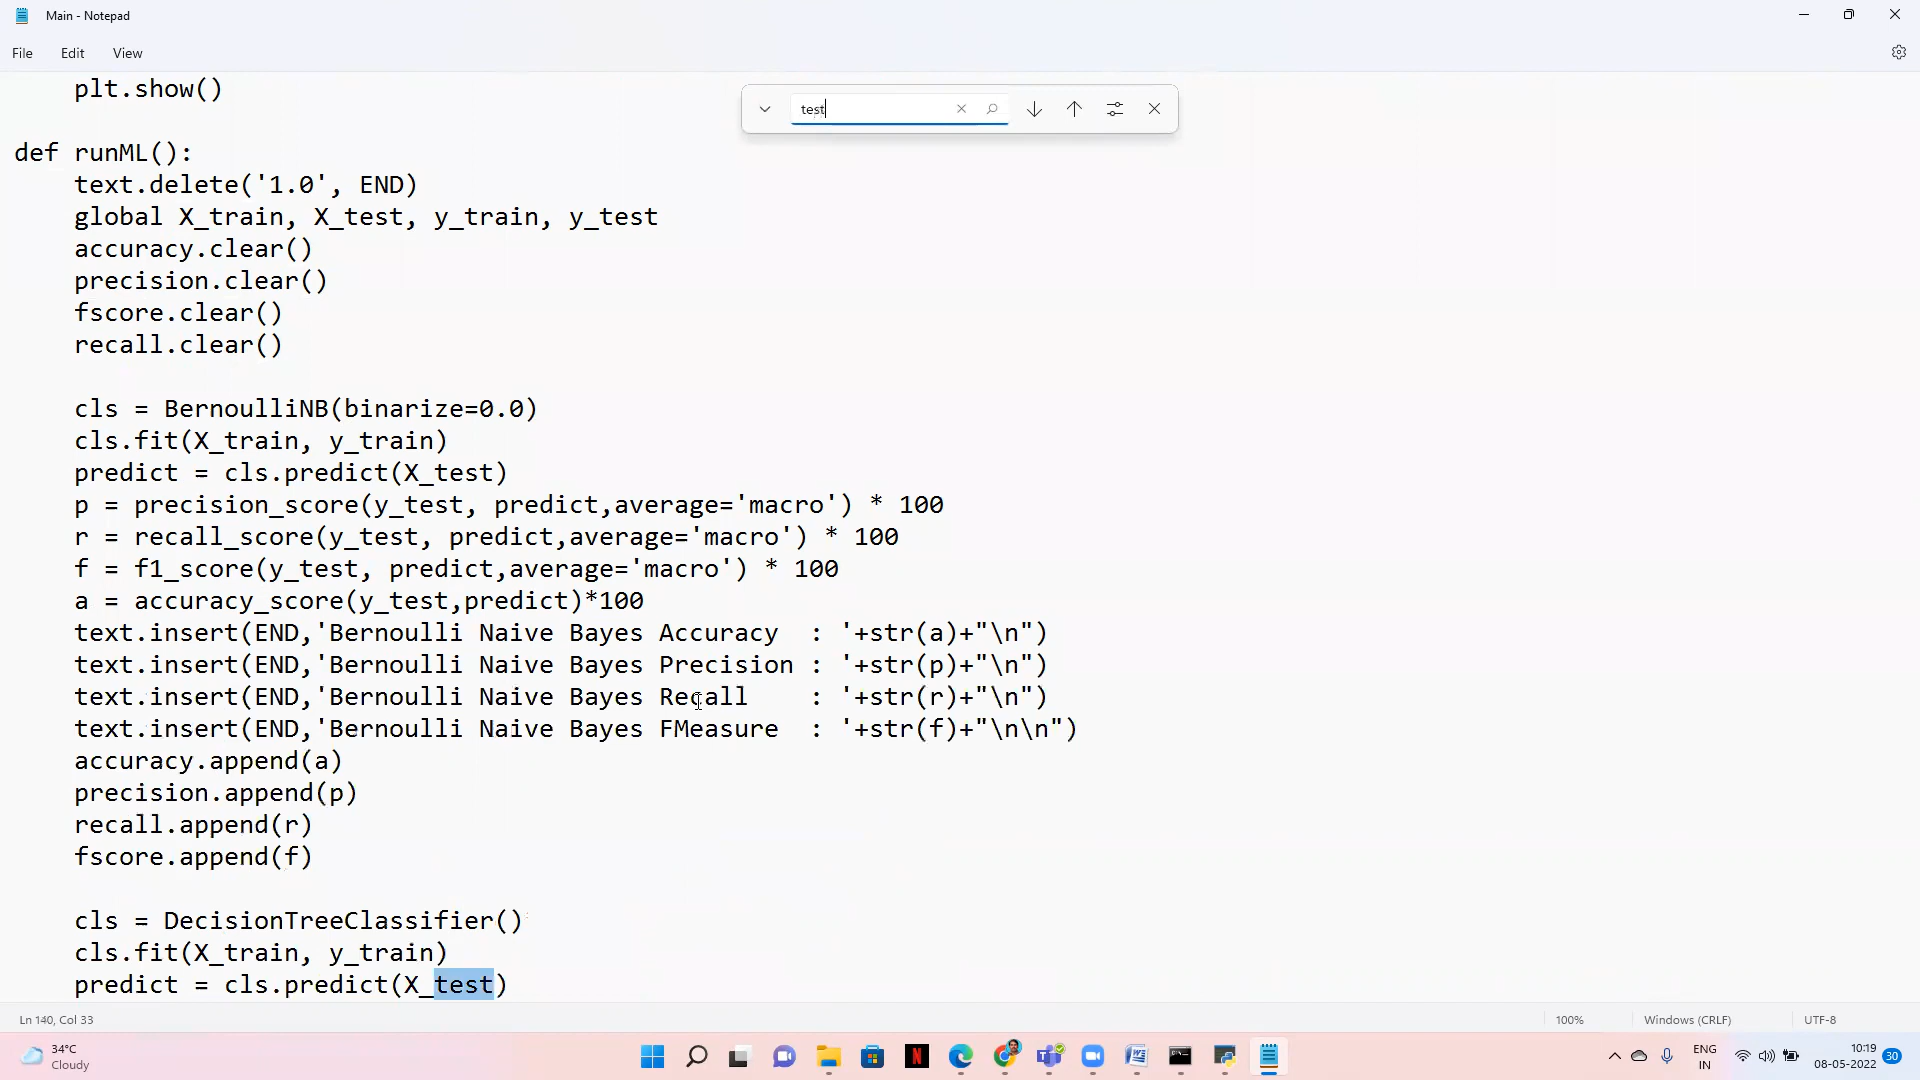 Main - Notepad
File Edit View
test
    plt.show()

def runML():
    text.delete('1.0', END)
    global X_train, X_test, y_train, y_test
    accuracy.clear()
    precision.clear()
    fscore.clear()
    recall.clear()

    cls = BernoulliNB(binarize=0.0)
    cls.fit(X_train, y_train)
    predict = cls.predict(X_test)
    p = precision_score(y_test, predict,average='macro') * 100
    r = recall_score(y_test, predict,average='macro') * 100
    f = f1_score(y_test, predict,average='macro') * 100
    a = accuracy_score(y_test,predict)*100
    text.insert(END,'Bernoulli Naive Bayes Accuracy  : '+str(a)+"\n")
    text.insert(END,'Bernoulli Naive Bayes Precision : '+str(p)+"\n")
    text.insert(END,'Bernoulli Naive Bayes Recall    : '+str(r)+"\n")
    text.insert(END,'Bernoulli Naive Bayes FMeasure  : '+str(f)+"\n\n")
    accuracy.append(a)
    precision.append(p)
    recall.append(r)
    fscore.append(f)

    cls = DecisionTreeClassifier()
    cls.fit(X_train, y_train)
    predict = cls.predict(X_test)
Ln 140, Col 33 100% Windows (CRLF) UTF-8
34°C
Cloudy
ENG
IN
10:19
08-05-2022
30